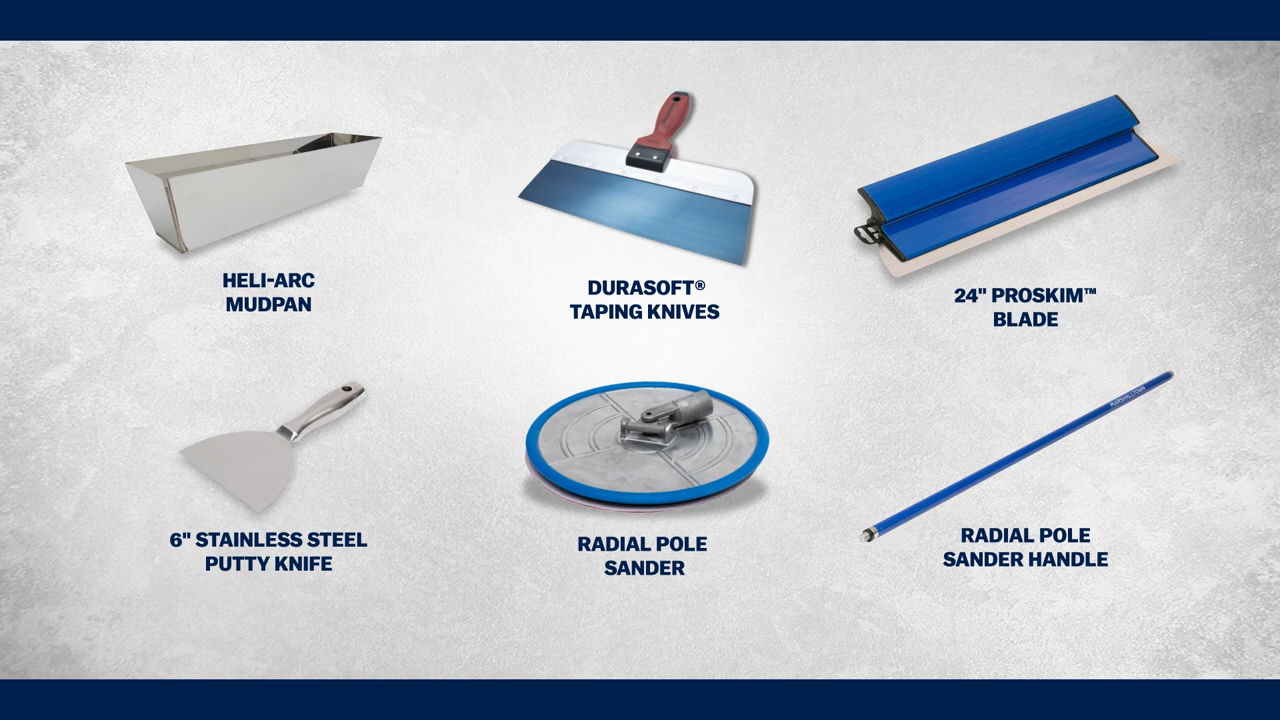 HELI-ARC
MUDPAN
DURASOFT®
TAPING KNIVES
24" PROSKIM™
BLADE
6" STAINLESS STEEL
PUTTY KNIFE
RADIAL POLE
SANDER
MARSHALLTOWN
RADIAL POLE
SANDER HANDLE